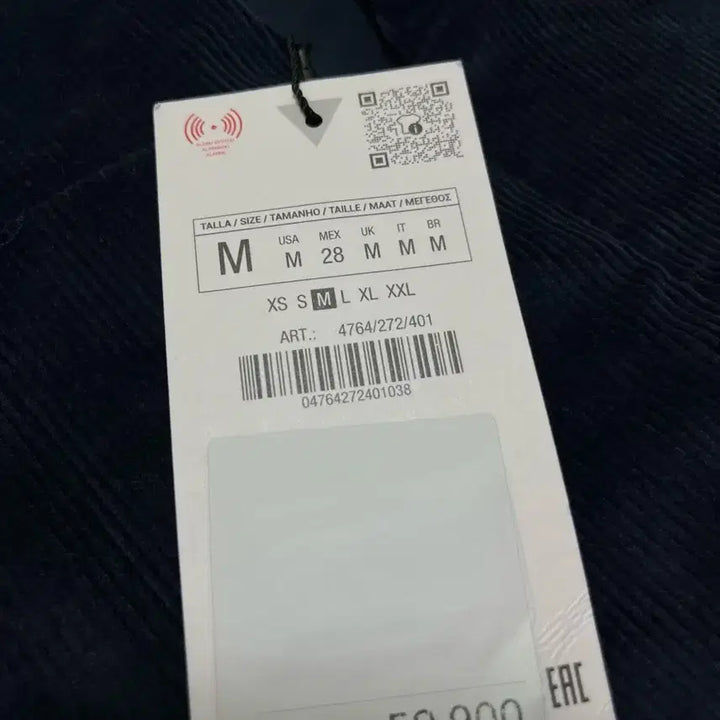 TALLA / SIZE / TAMANHO / TAILLE / MAAT / ΜΕΓΕΘΟΣ
M USA M MEX 28 UK M IT M BR M
XS S M L XL XXL
ART.: 4764/272/401
04764272401038
EAC